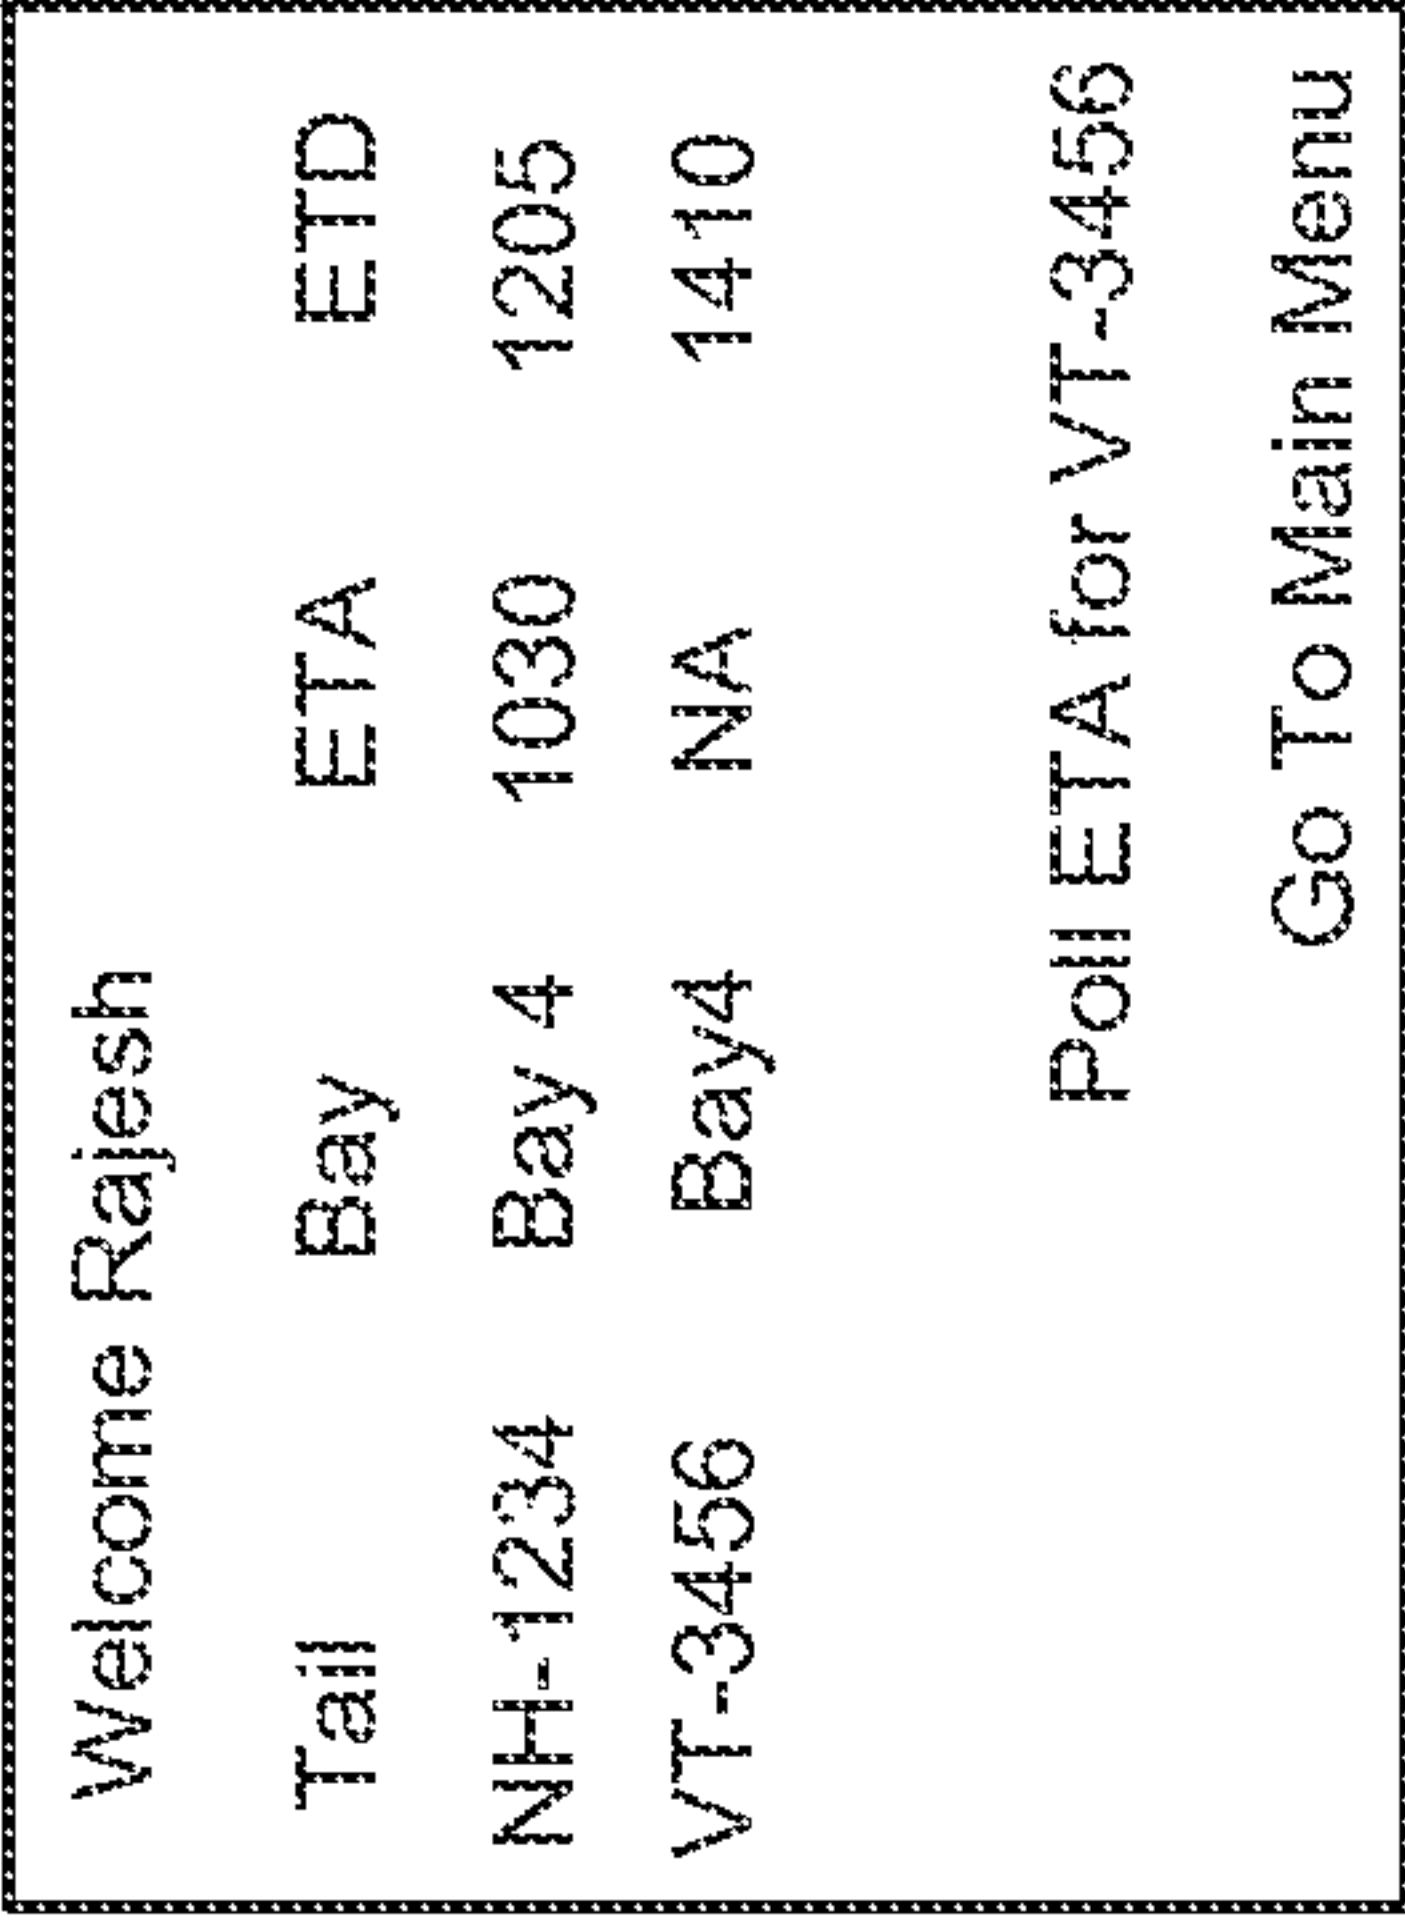 Welcome Rajesh
Tail Bay ETA ETD
NH-1234 Bay 4 1030 1205
VT-3456 Bay4 NA 1410
Poll ETA for VT-3456
Go To Main Menu